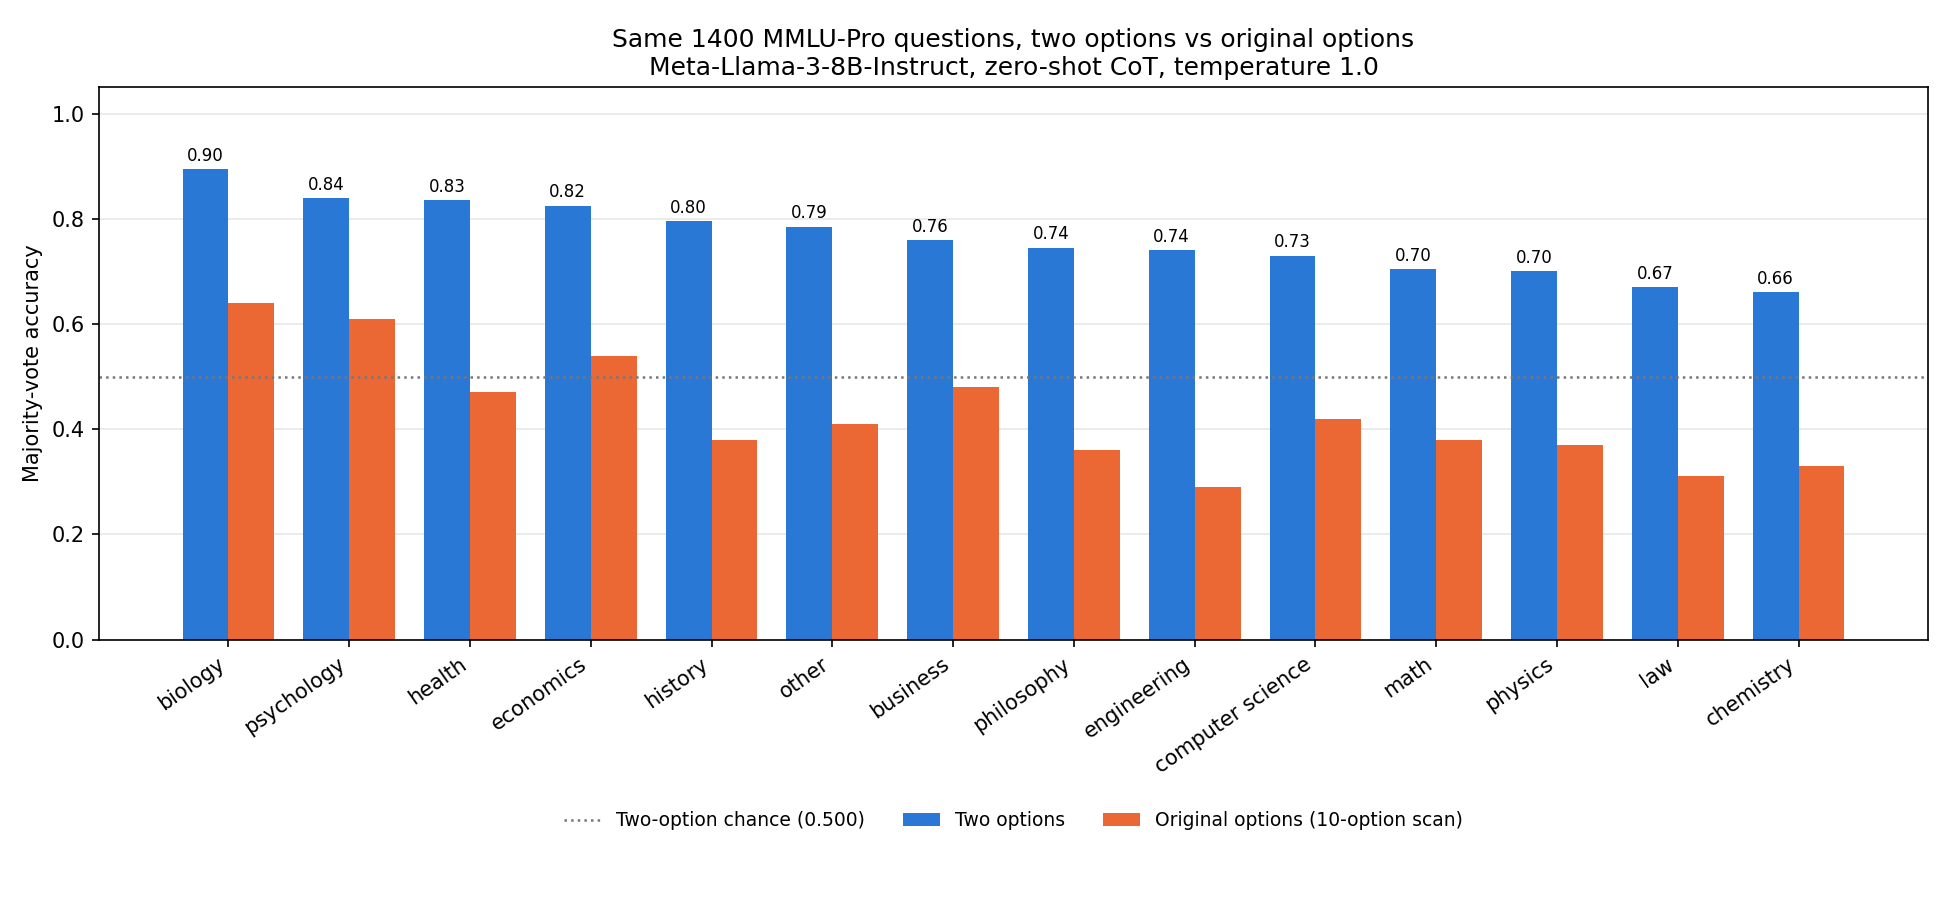 Same 1400 MMLU-Pro questions, two options vs original options
Meta-Llama-3-8B-Instruct, zero-shot CoT, temperature 1.0
Majority-vote accuracy
1.0
0.8
0.6
0.4
0.2
0.0
0.90
0.84
0.83
0.82
0.80
0.79
0.76
0.74
0.74
0.73
0.70
0.70
0.67
0.66
biology
psychology
health
economics
history
other
business
philosophy
engineering
computer science
math
physics
law
chemistry
Two-option chance (0.500)
Two options
Original options (10-option scan)